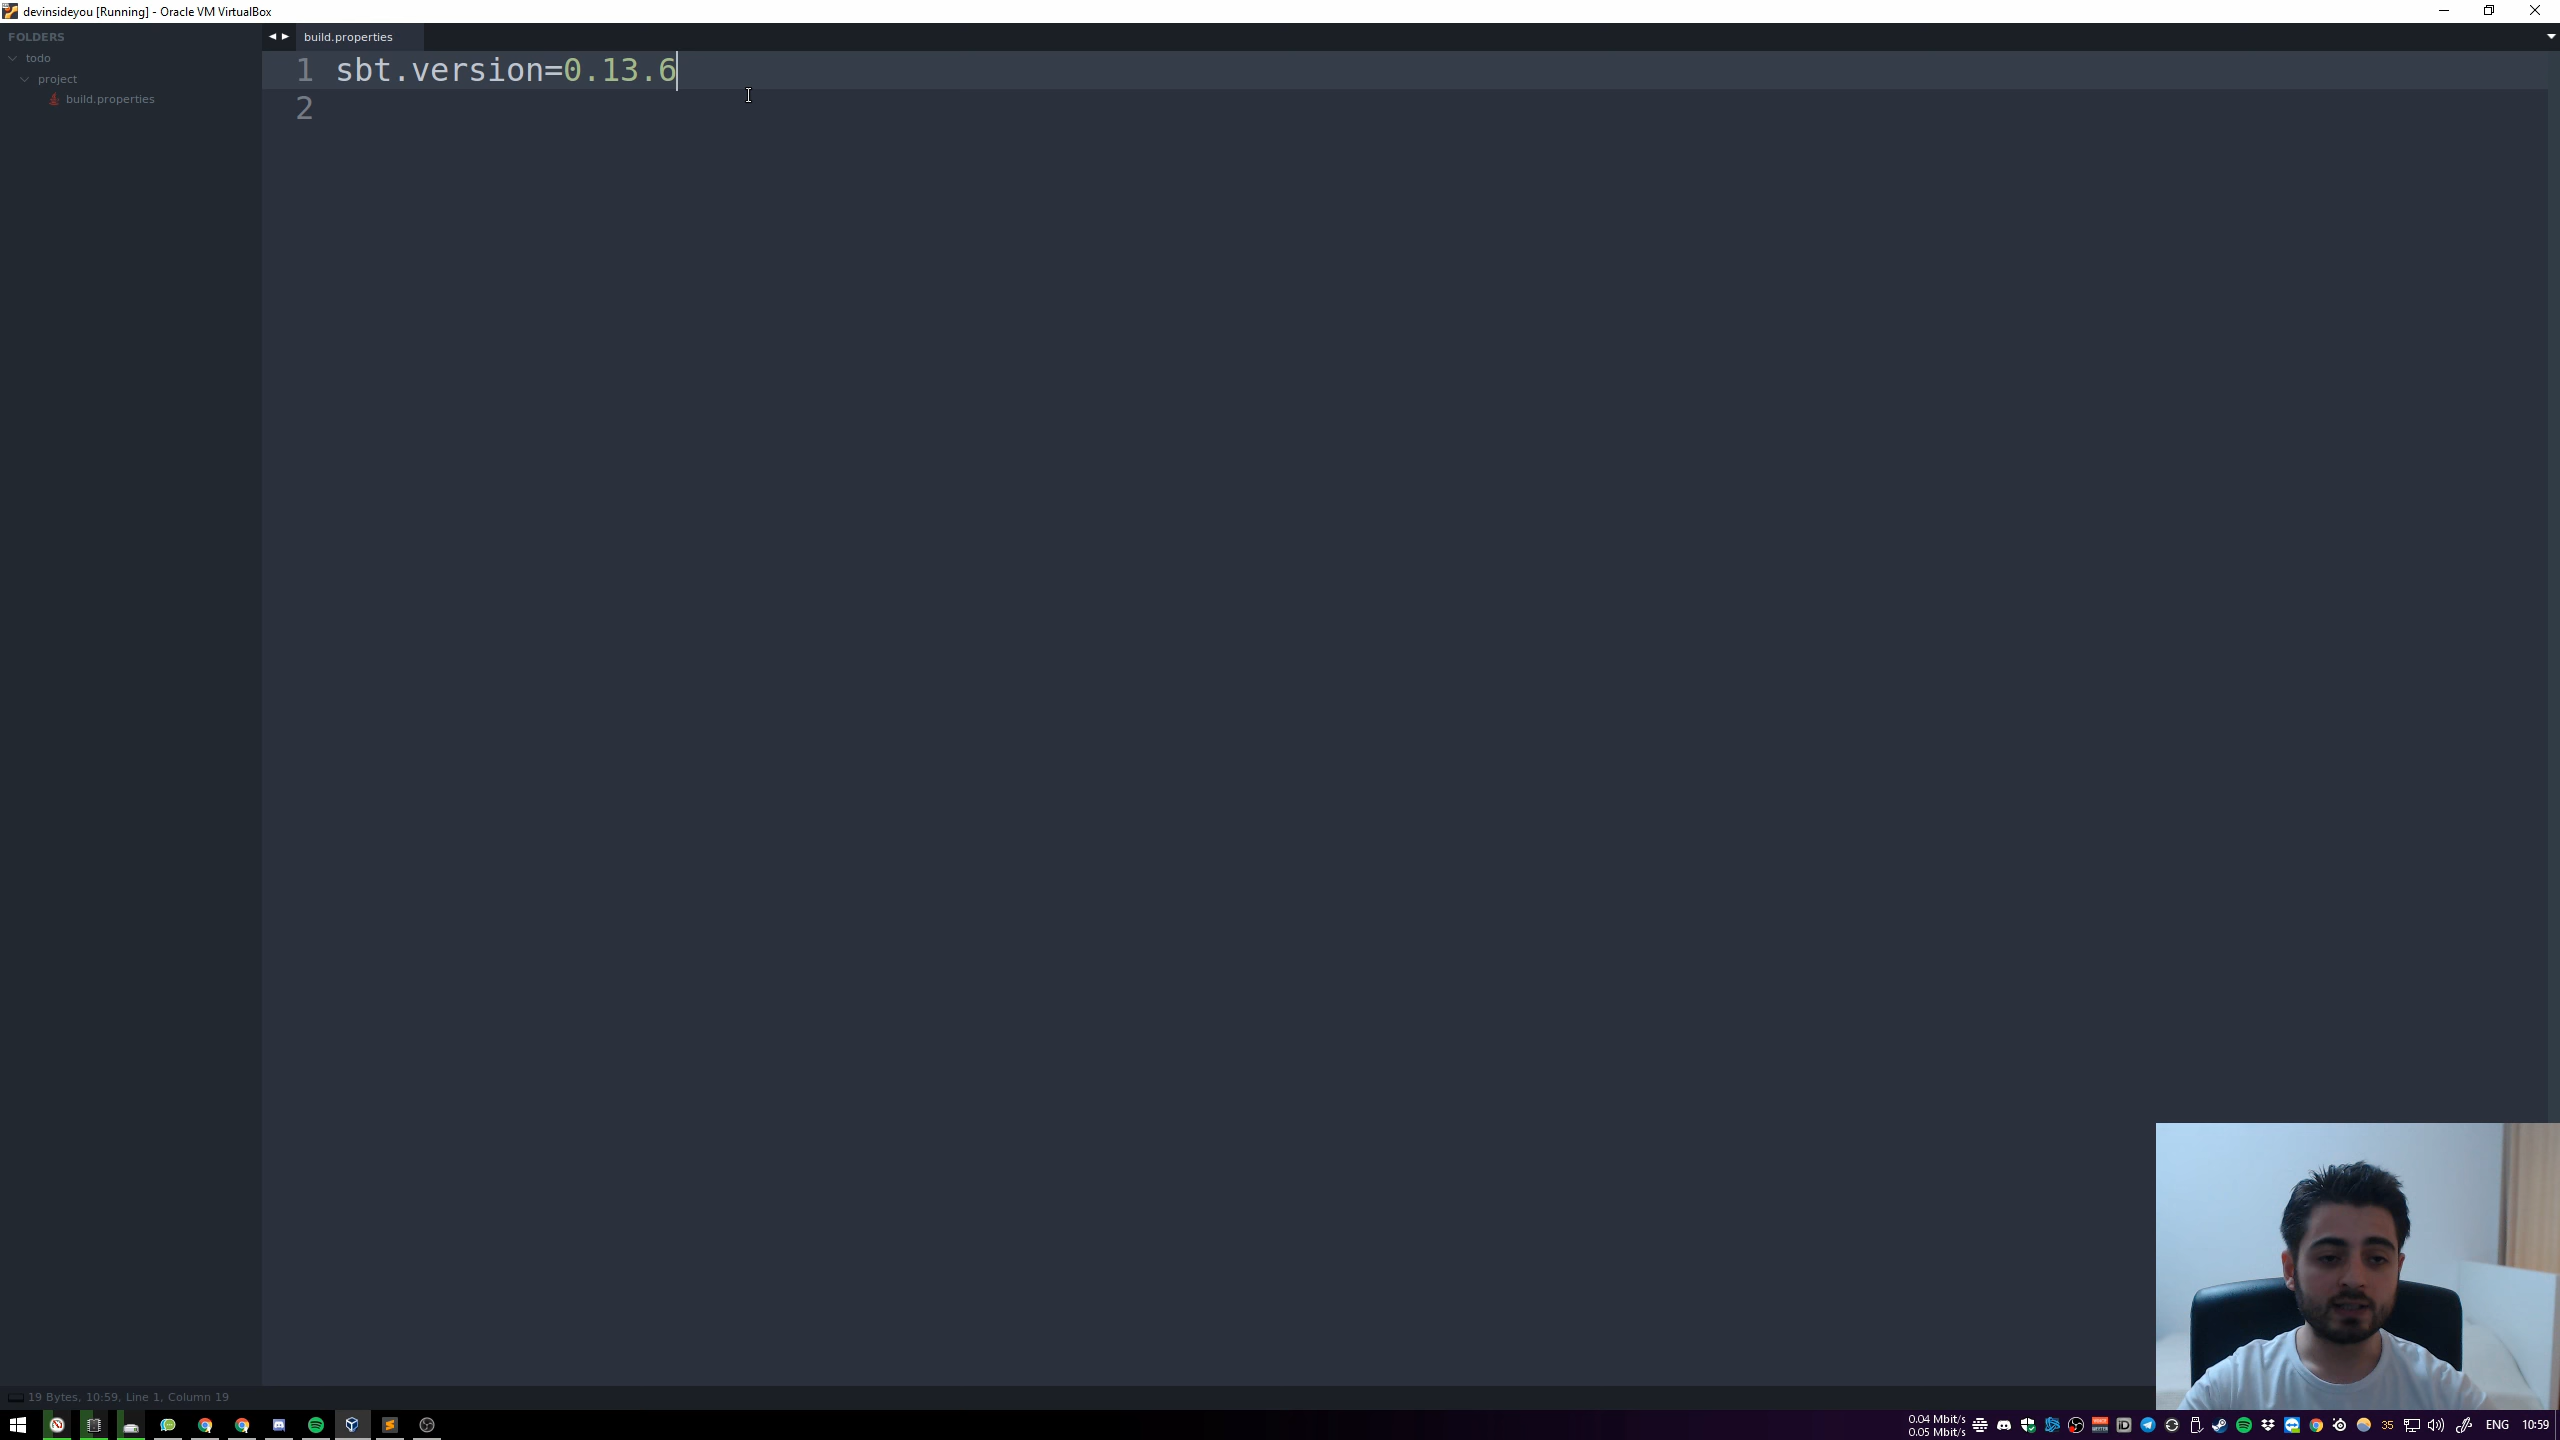 devinsideyou [Running] - Oracle VM VirtualBox
FOLDERS
todo
project
build.properties
build.properties
1 sbt.version=0.13.6
2
19 Bytes, 10:59, Line 1, Column 19
0.04 Mbit/s
0.05 Mbit/s
35
ENG
10:59